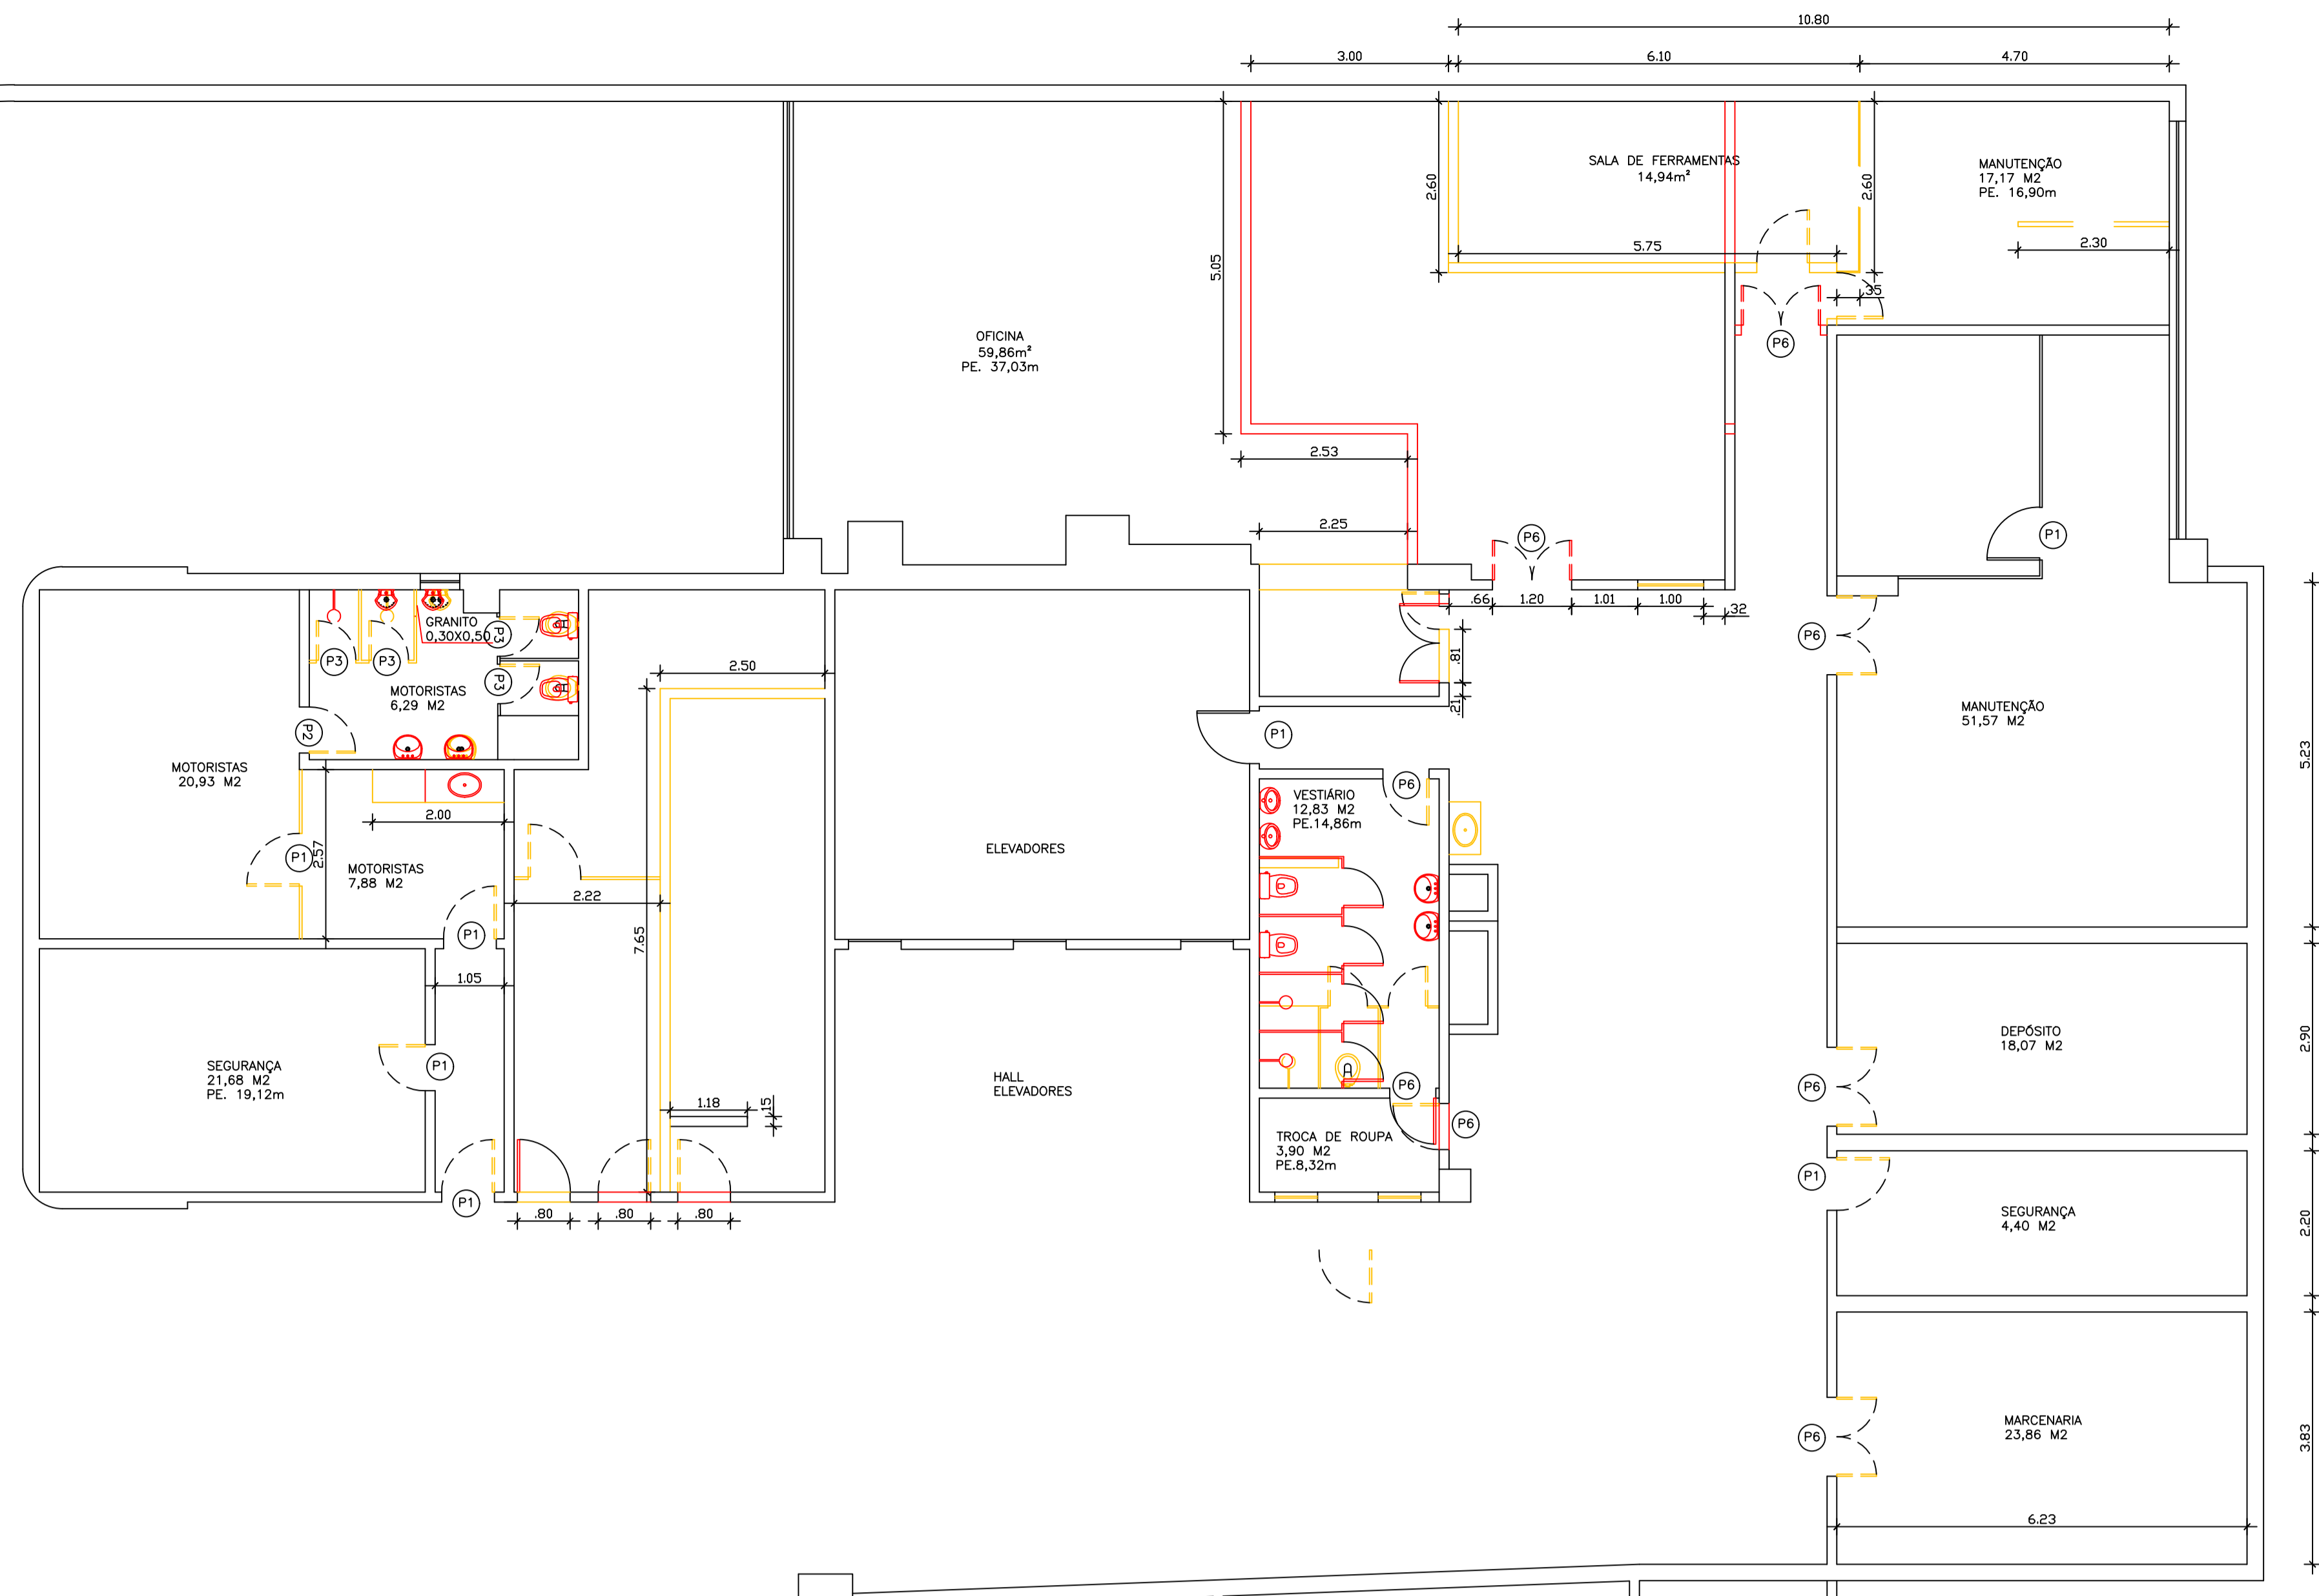 10.80
3.00
6.10
4.70
SALA DE FERRAMENTAS
14,94m²
MANUTENÇÃO
17,17 M2
PE. 16,90m
2.60
2.60
5.75
2.30
.35
5.05
P6
OFICINA
59,86m²
PE. 37,03m
2.53
2.25
P6
P1
.66
1.20
1.01
1.00
.32
P6
GRANITO
0,30X0,50
P3
P3
P3
P3
MOTORISTAS
6,29 M2
P2
2.50
.81
.21
P1
MANUTENÇÃO
51,57 M2
5.23
MOTORISTAS
20,93 M2
2.00
P1
2.57
MOTORISTAS
7,88 M2
ELEVADORES
VESTIÁRIO
12,83 M2
PE.14,86m
P6
2.22
P1
7.65
1.05
SEGURANÇA
21,68 M2
PE. 19,12m
P1
HALL
ELEVADORES
1.18
.15
P6
P6
TROCA DE ROUPA
3,90 M2
PE.8,32m
DEPÓSITO
18,07 M2
P6
2.90
P1
P1
.80
.80
.80
SEGURANÇA
4,40 M2
2.20
MARCENARIA
23,86 M2
P6
3.83
6.23